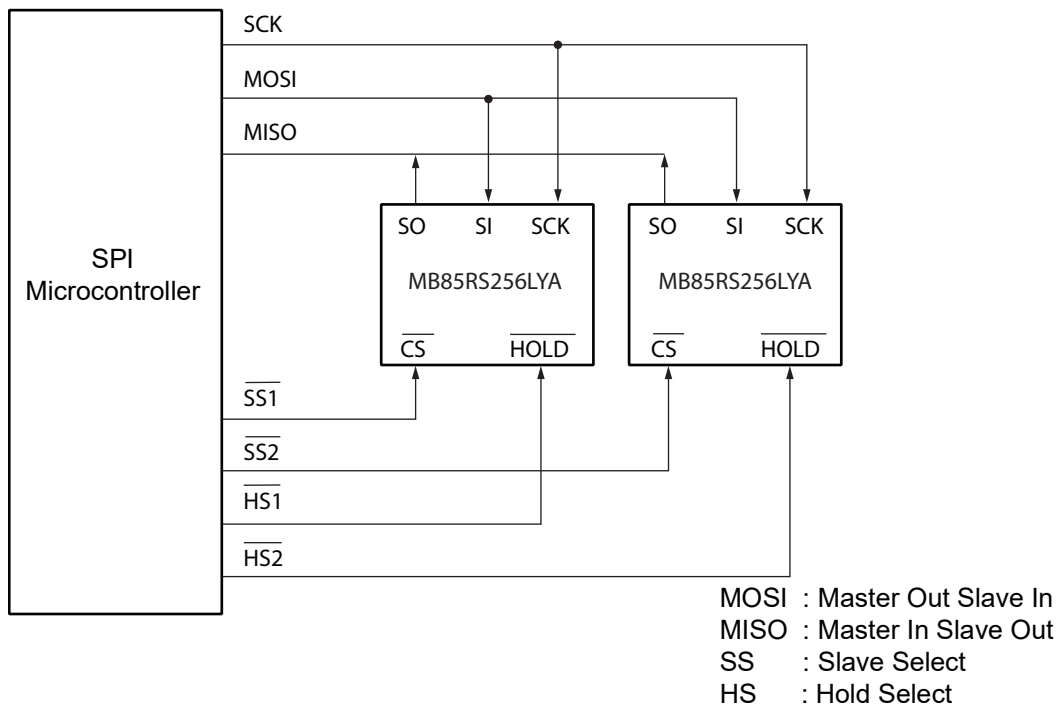 SCK
MOSI
MISO
SO SI SCK
MB85RS256LYA
CS HOLD
SO SI SCK
MB85RS256LYA
CS HOLD
SPI
Microcontroller
SS1
SS2
HS1
HS2
MOSI : Master Out Slave In
MISO : Master In Slave Out
SS : Slave Select
HS : Hold Select